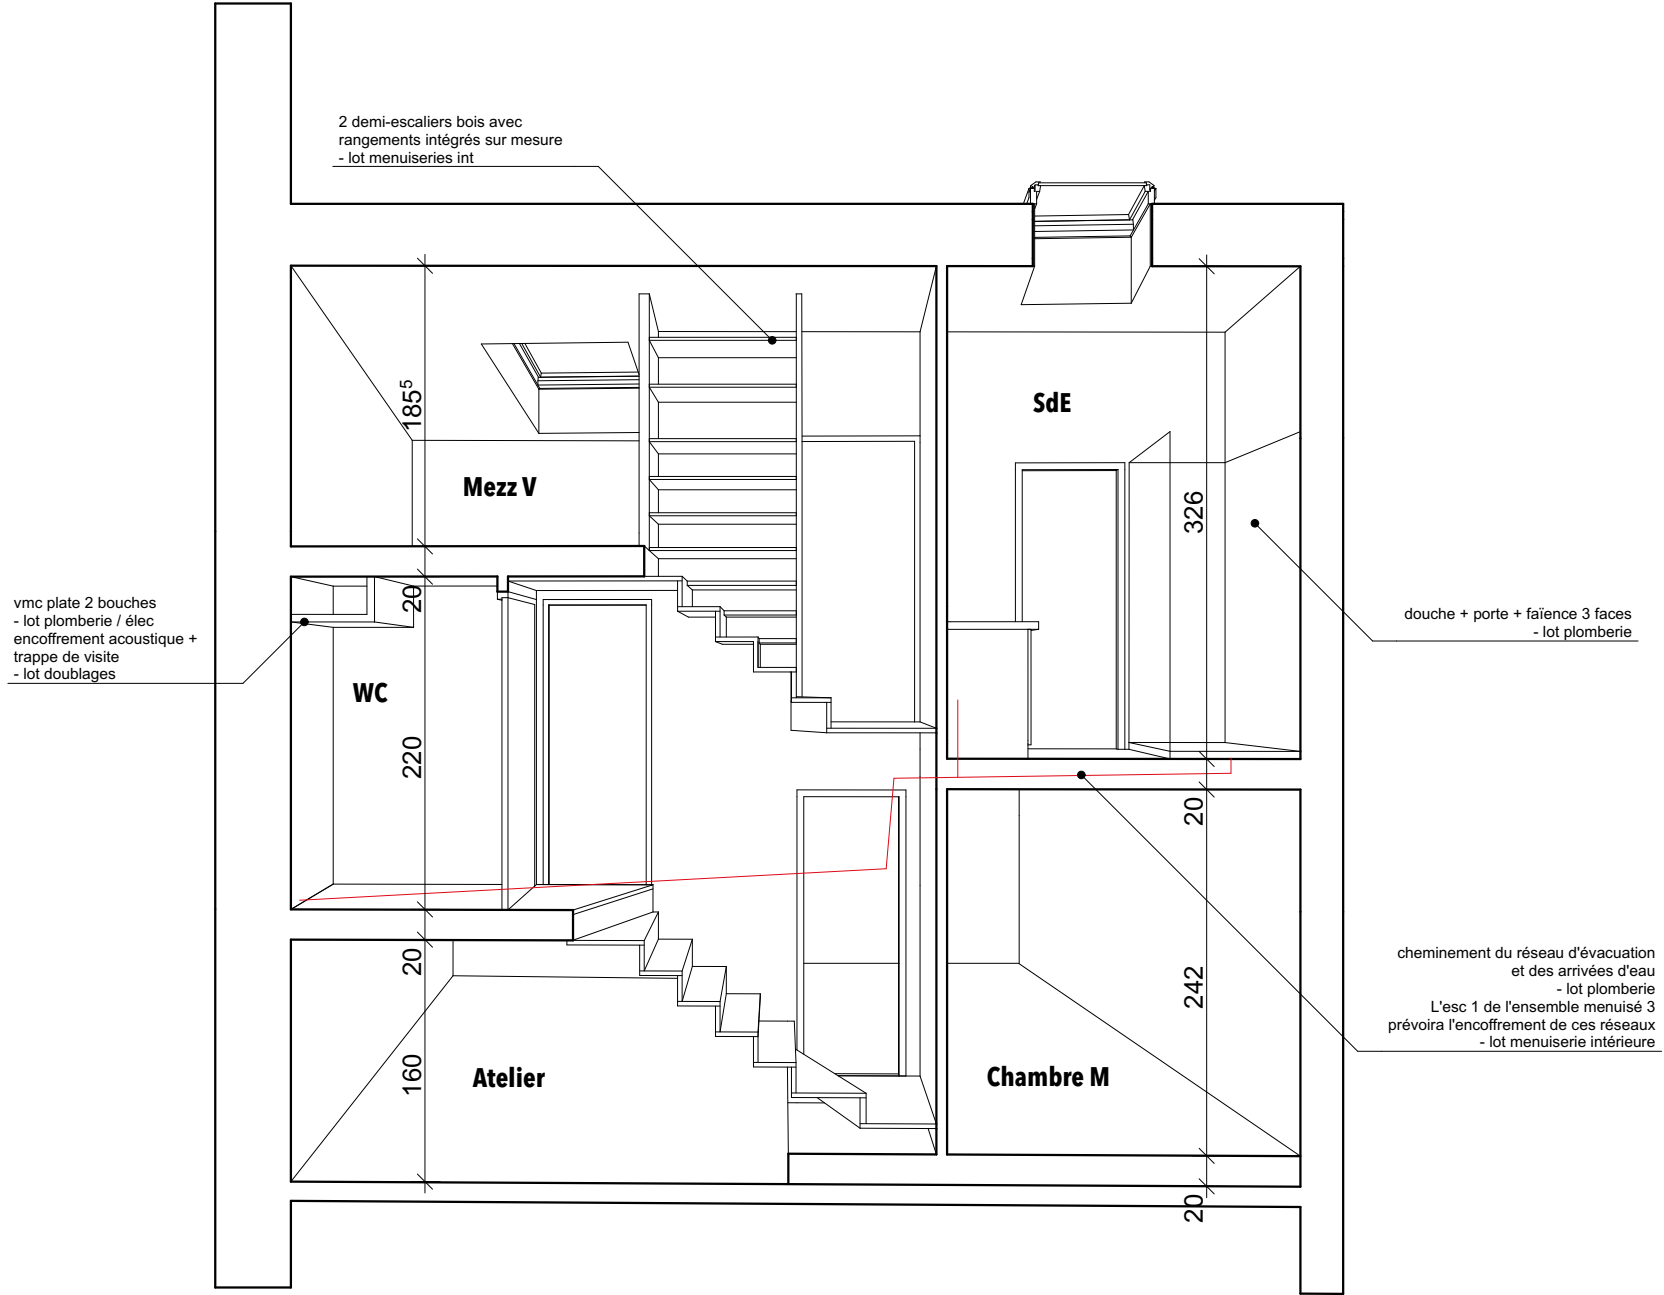 2 demi-escaliers bois avec
rangements intégrés sur mesure
- lot menuiseries int
185⁵
Mezz V
SdE
326
vmc plate 2 bouches
- lot plomberie / élec
encoffrement acoustique +
trappe de visite
- lot doublages
20
WC
220
douche + porte + faïence 3 faces
- lot plomberie
20
20
cheminement du réseau d'évacuation
et des arrivées d'eau
- lot plomberie
L'esc 1 de l'ensemble menuisé 3
prévoira l'encoffrement de ces réseaux
- lot menuiserie intérieure
242
160
Atelier
Chambre M
20